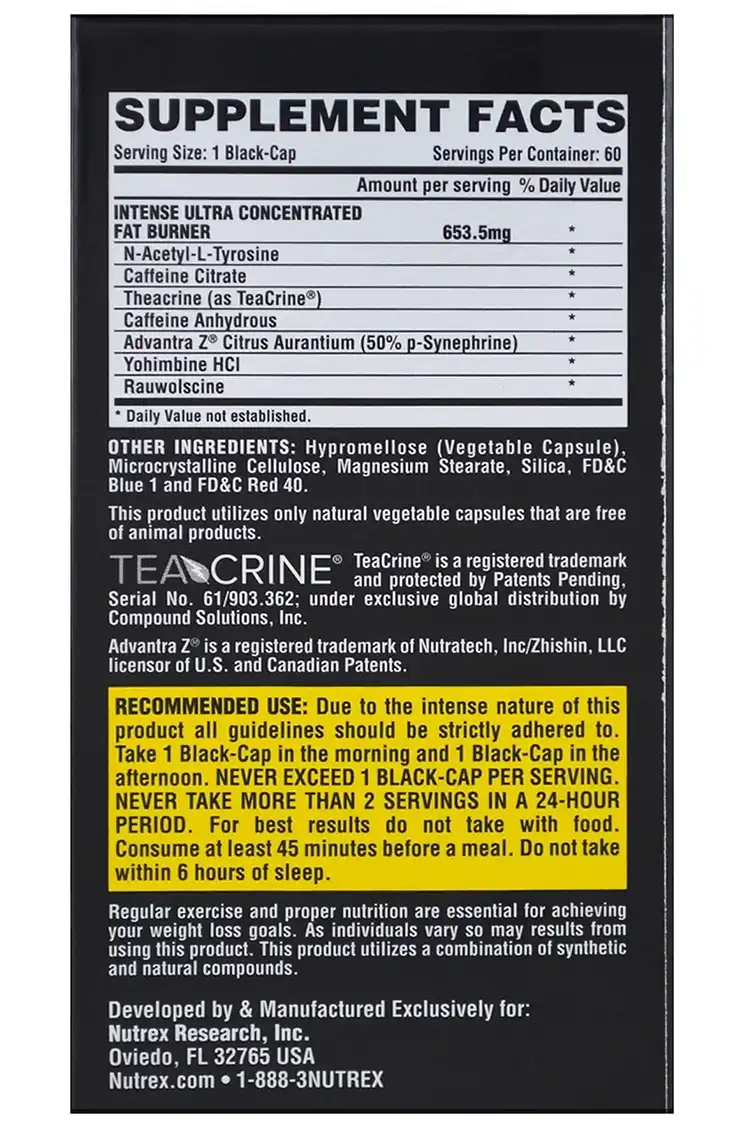 SUPPLEMENT FACTS
Serving Size: 1 Black-Cap Servings Per Container: 60
Amount per serving % Daily Value
INTENSE ULTRA CONCENTRATED
FAT BURNER 653.5mg *
N-Acetyl-L-Tyrosine *
Caffeine Citrate *
Theacrine (as TeaCrine®) *
Caffeine Anhydrous *
Advantra Z® Citrus Aurantium (50% p-Synephrine) *
Yohimbine HCl *
Rauwolscine *
* Daily Value not established.
OTHER INGREDIENTS: Hypromellose (Vegetable Capsule),
Microcrystalline Cellulose, Magnesium Stearate, Silica, FD&C
Blue 1 and FD&C Red 40.
This product utilizes only natural vegetable capsules that are free
of animal products.
TEACRINE® TeaCrine® is a registered trademark
and protected by Patents Pending,
Serial No. 61/903.362; under exclusive global distribution by
Compound Solutions, Inc.
Advantra Z® is a registered trademark of Nutratech, Inc/Zhishin, LLC
licensor of U.S. and Canadian Patents.
RECOMMENDED USE: Due to the intense nature of this
product all guidelines should be strictly adhered to.
Take 1 Black-Cap in the morning and 1 Black-Cap in the
afternoon. NEVER EXCEED 1 BLACK-CAP PER SERVING.
NEVER TAKE MORE THAN 2 SERVINGS IN A 24-HOUR
PERIOD. For best results do not take with food.
Consume at least 45 minutes before a meal. Do not take
within 6 hours of sleep.
Regular exercise and proper nutrition are essential for achieving
your weight loss goals. As individuals vary so may results from
using this product. This product utilizes a combination of synthetic
and natural compounds.
Developed by & Manufactured Exclusively for:
Nutrex Research, Inc.
Oviedo, FL 32765 USA
Nutrex.com • 1-888-3NUTREX